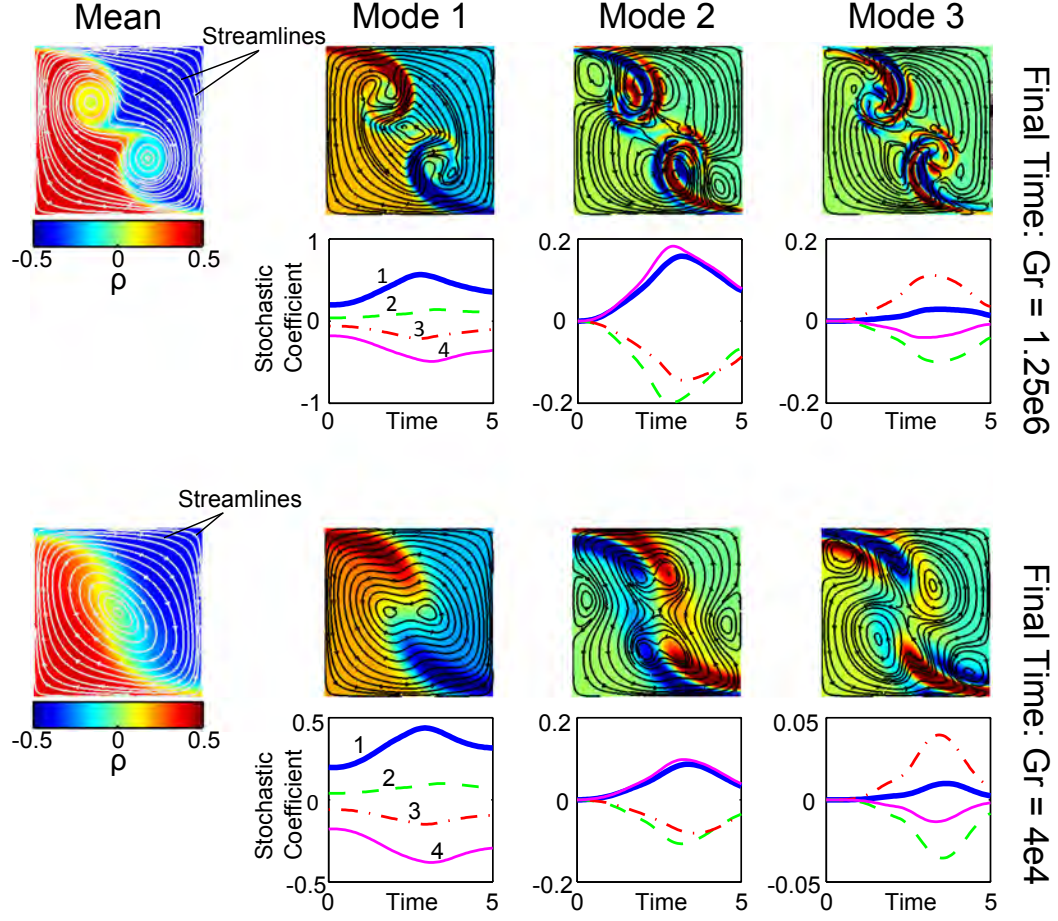 Mean
Mode 1
Mode 2
Mode 3
Streamlines
-0.5
0
0.5
ρ
Final Time: Gr = 1.25e6
Stochastic
Coefficient
1
0
-1
1
2
3
4
0
Time
5
0.2
0
-0.2
0
Time
5
0.2
0
-0.2
0
Time
5
Streamlines
-0.5
0
0.5
ρ
Final Time: Gr = 4e4
Stochastic
Coefficient
0.5
0
-0.5
1
2
3
4
0
Time
5
0.2
0
-0.2
0
Time
5
0.05
0
-0.05
0
Time
5